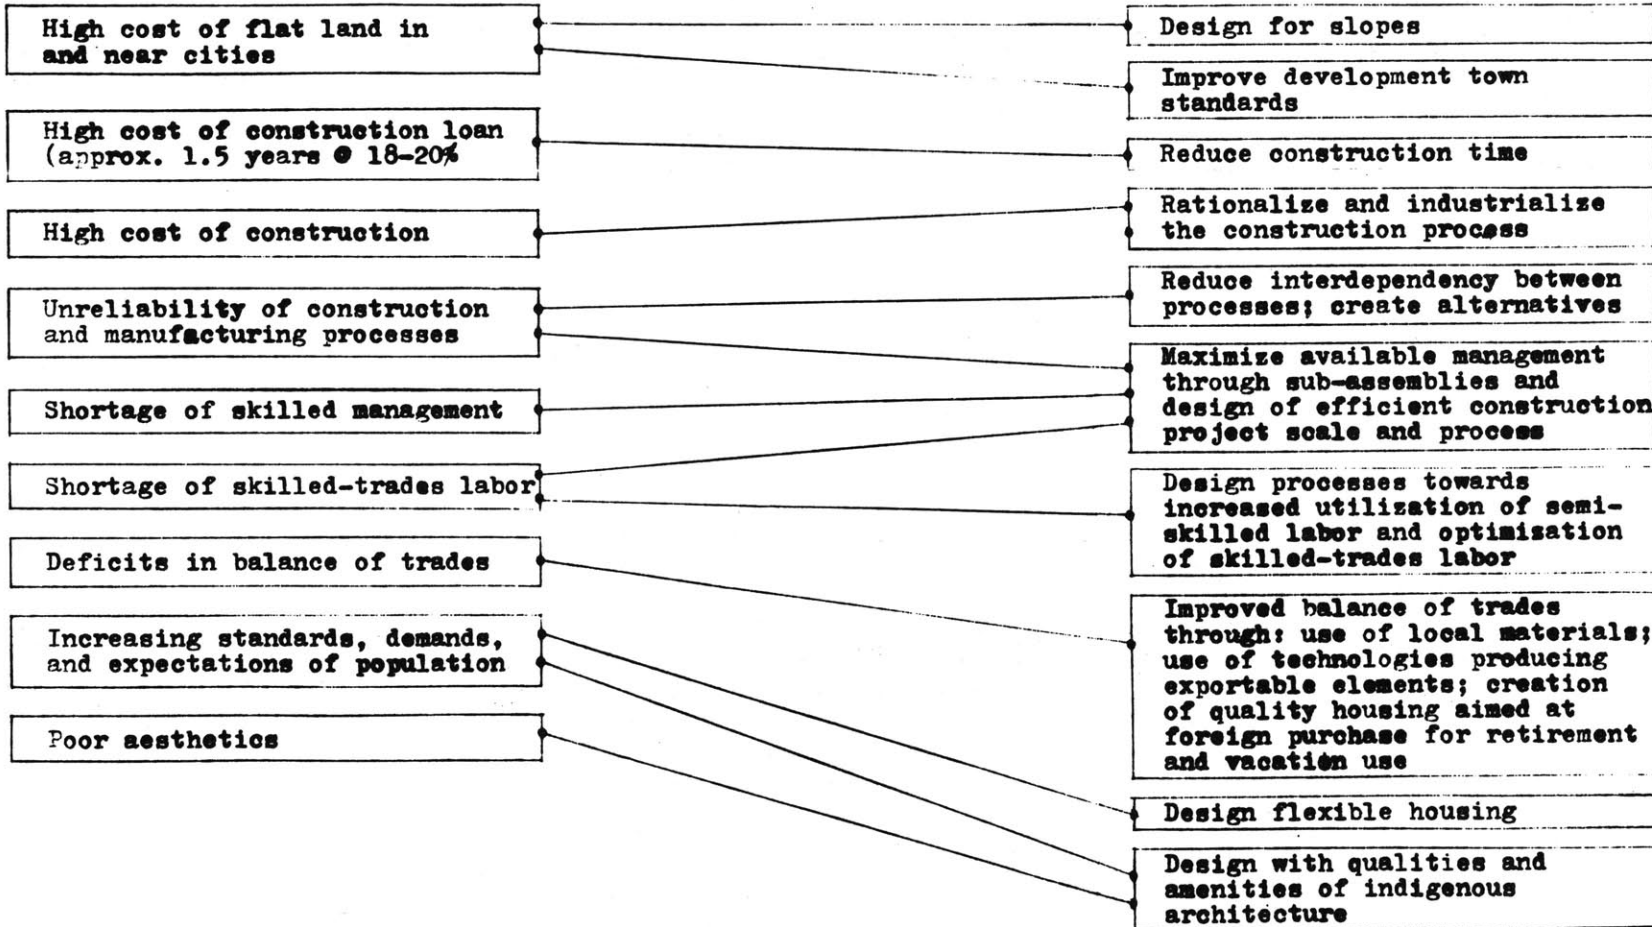 High cost of flat land in
and near cities
High cost of construction loan
(approx. 1.5 years @ 18-20%
High cost of construction
Unreliability of construction
and manufacturing processes
Shortage of skilled management
Shortage of skilled-trades labor
Deficits in balance of trades
Increasing standards, demands,
and expectations of population
Poor aesthetics
Design for slopes
Improve development town
standards
Reduce construction time
Rationalize and industrialize
the construction process
Reduce interdependency between
processes; create alternatives
Maximize available management
through sub-assemblies and
design of efficient construction
project scale and process
Design processes towards
increased utilization of semi-
skilled labor and optimization
of skilled-trades labor
Improved balance of trades
through: use of local materials;
use of technologies producing
exportable elements; creation
of quality housing aimed at
foreign purchase for retirement
and vacation use
Design flexible housing
Design with qualities and
amenities of indigenous
architecture